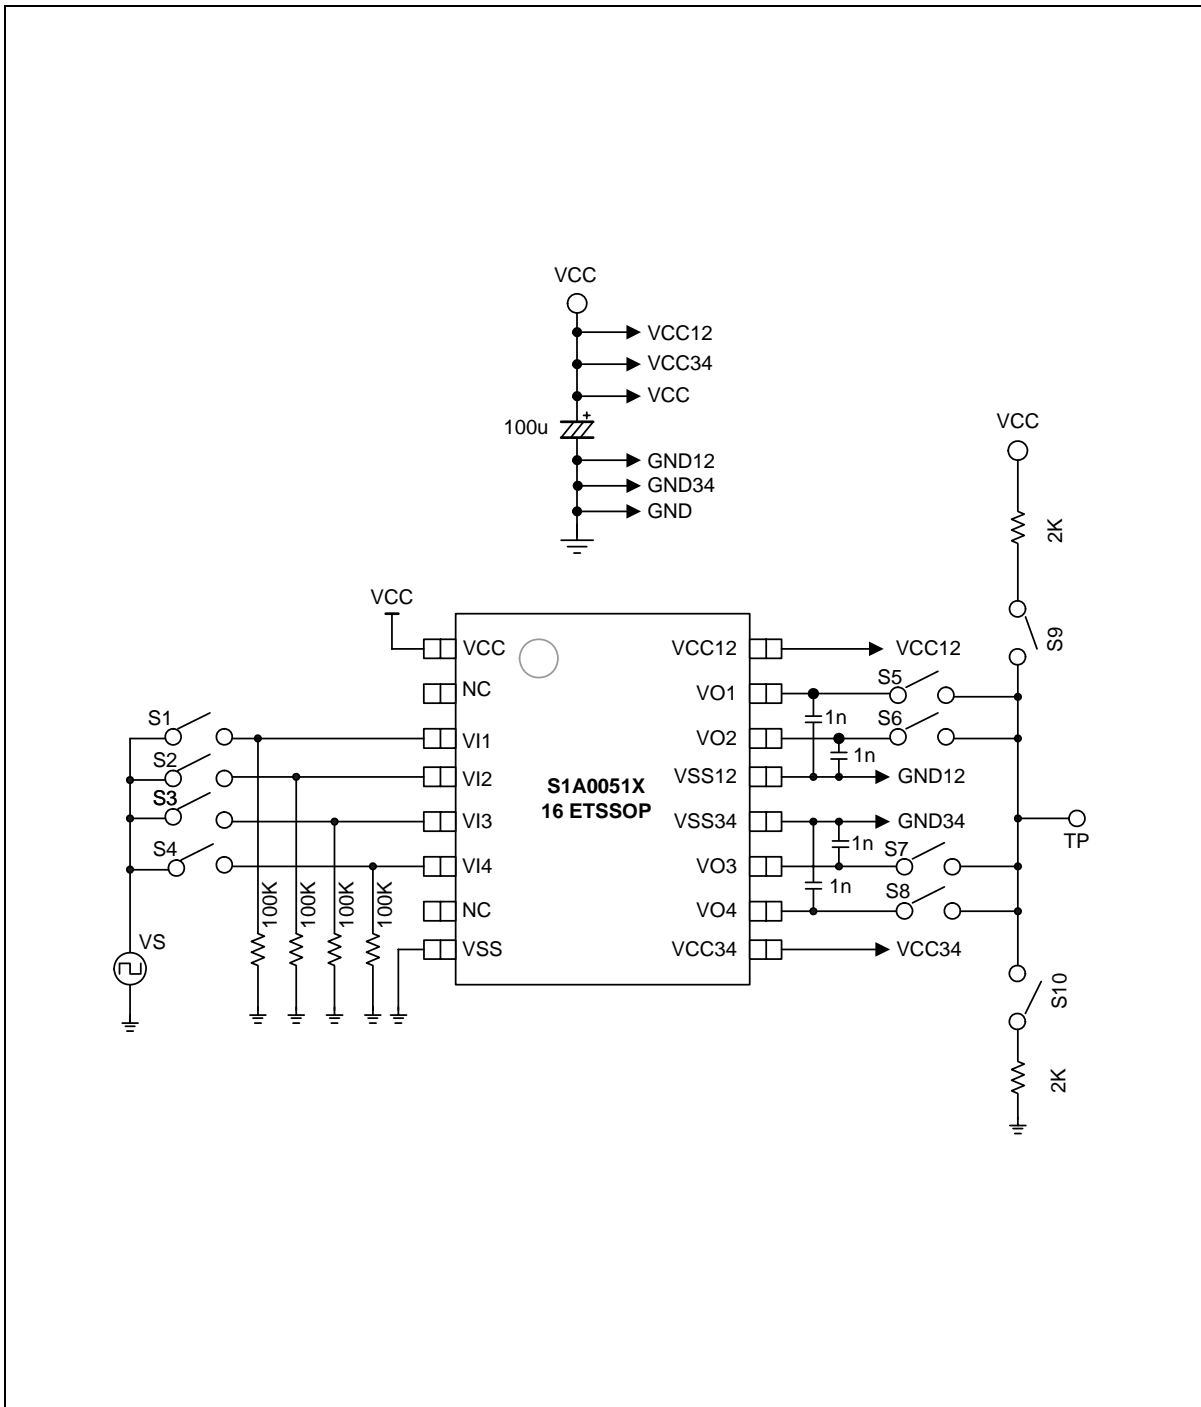 VCC
VCC12
VCC34
VCC
100u
+
GND12
GND34
GND
VCC
2K
S9
VCC
VCC
NC
VI1
VI2
VI3
VI4
NC
VSS
S1A0051X
16 ETSSOP
VCC12
VO1
VO2
VSS12
VSS34
VO3
VO4
VCC34
S1
S2
S3
S4
VS
100K
100K
100K
100K
VCC12
S5
1n
S6
1n
GND12
GND34
1n
S7
1n
S8
VCC34
TP
S10
2K